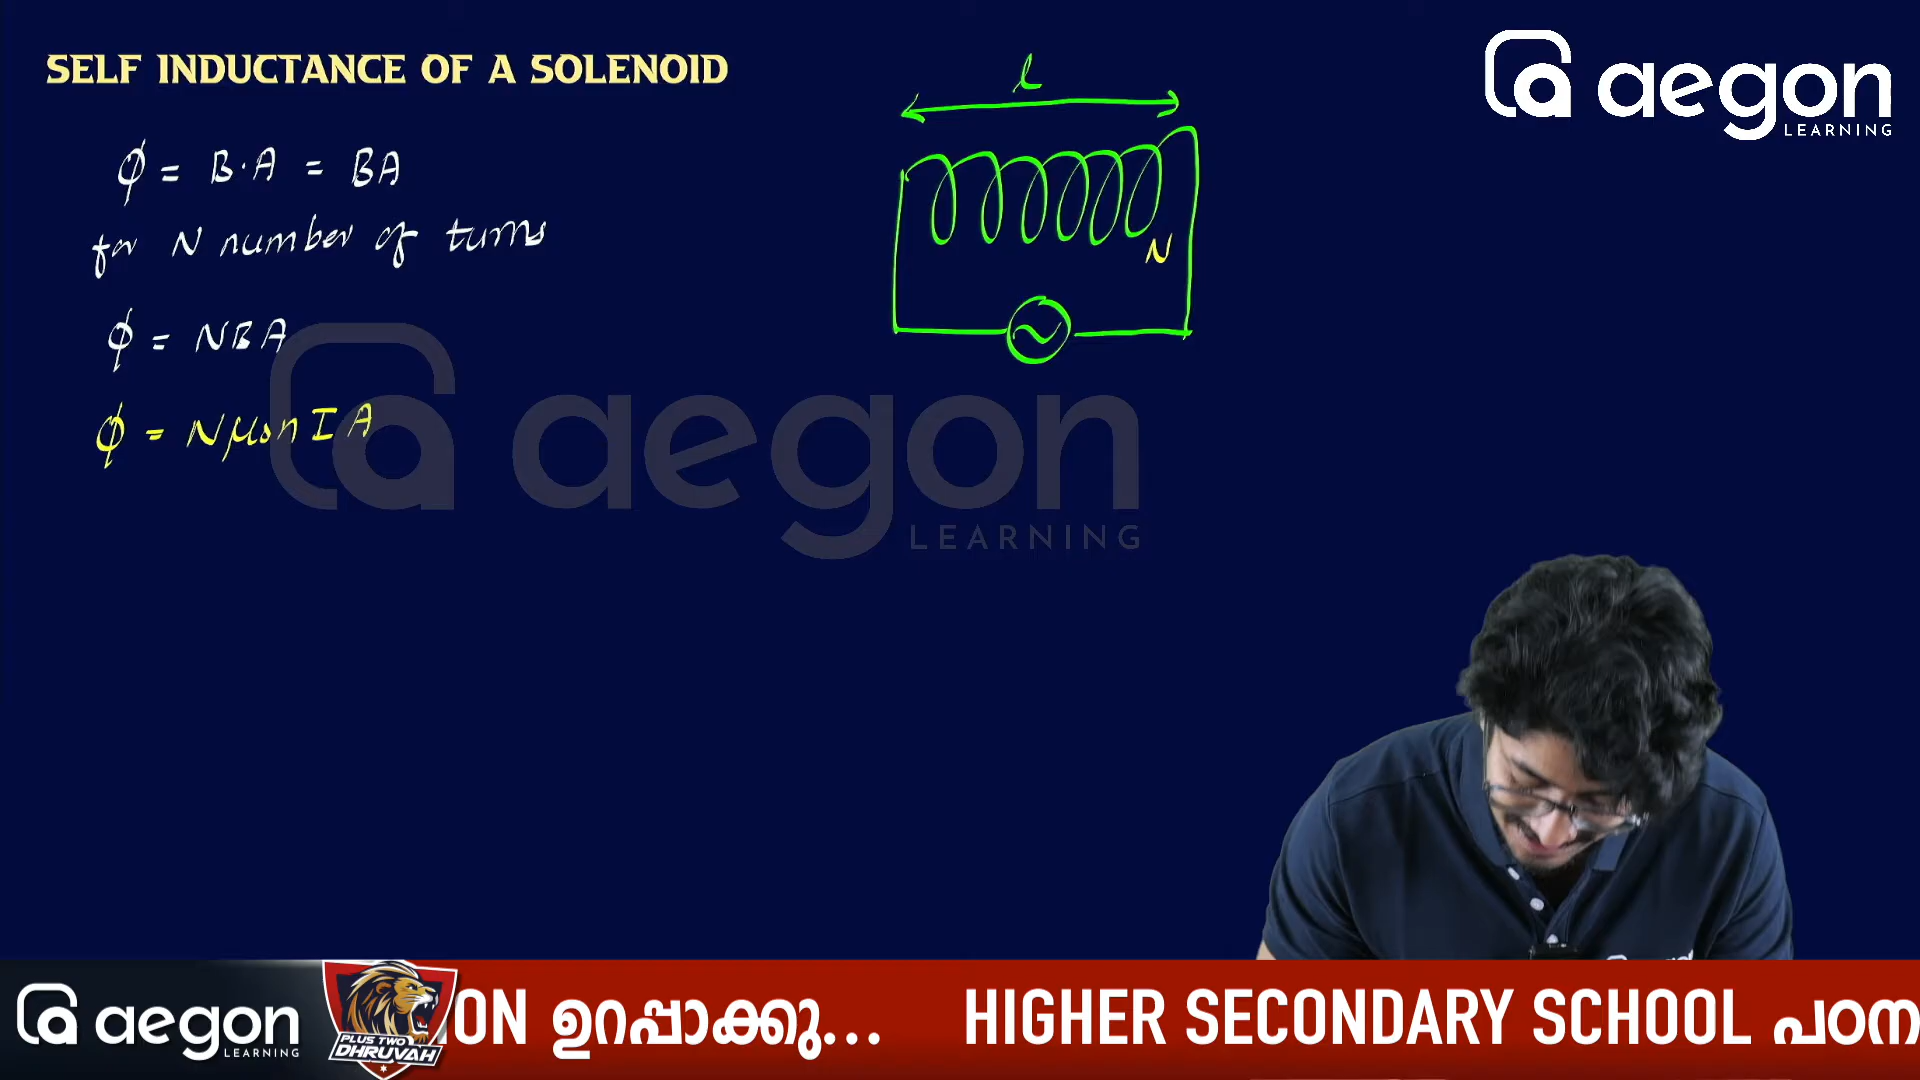 SELF INDUCTANCE OF A SOLENOID
l
aegon
LEARNING
ϕ = B·A = BA
for N number of turns
N
ϕ = NBA
ϕ = Nμ₀nIA
aegon
LEARNING
aegon
LEARNING
PLUS TWO
DHRUVAH
ON ഉറപ്പാക്കൂ... HIGHER SECONDARY SCHOOL പഠന